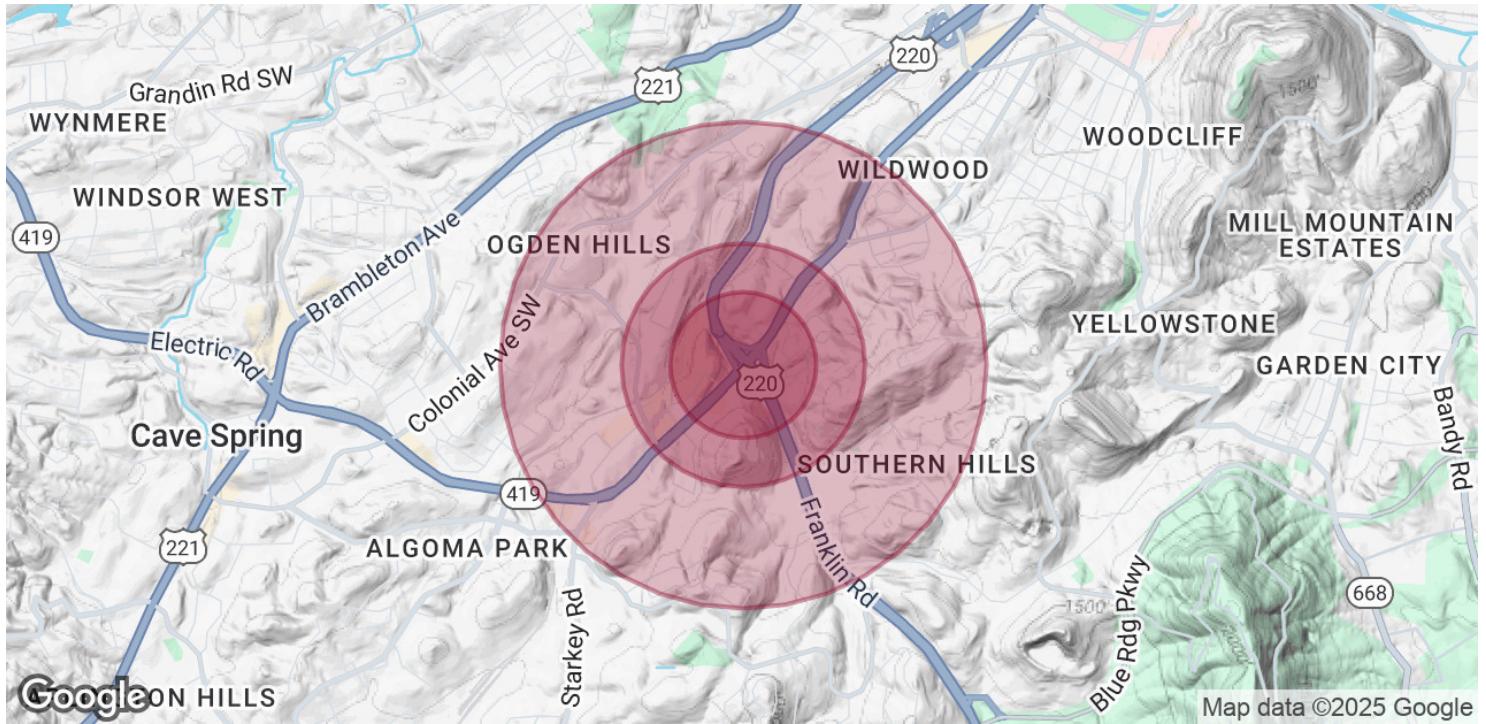 220
221
Grandin Rd SW
1500'
WYNMERE
WOODCLIFF
WILDWOOD
WINDSOR WEST
MILL MOUNTAIN
ESTATES
419
OGDEN HILLS
Brambleton Ave
YELLOWSTONE
Electric Rd
Colonial Ave SW
GARDEN CITY
220
Cave Spring
Bandy Rd
SOUTHERN HILLS
419
Franklin Rd
221
ALGOMA PARK
668
1500'
Starkey Rd
Blue Rdg Pkwy
HILLS
Google
Map data ©2025 Google